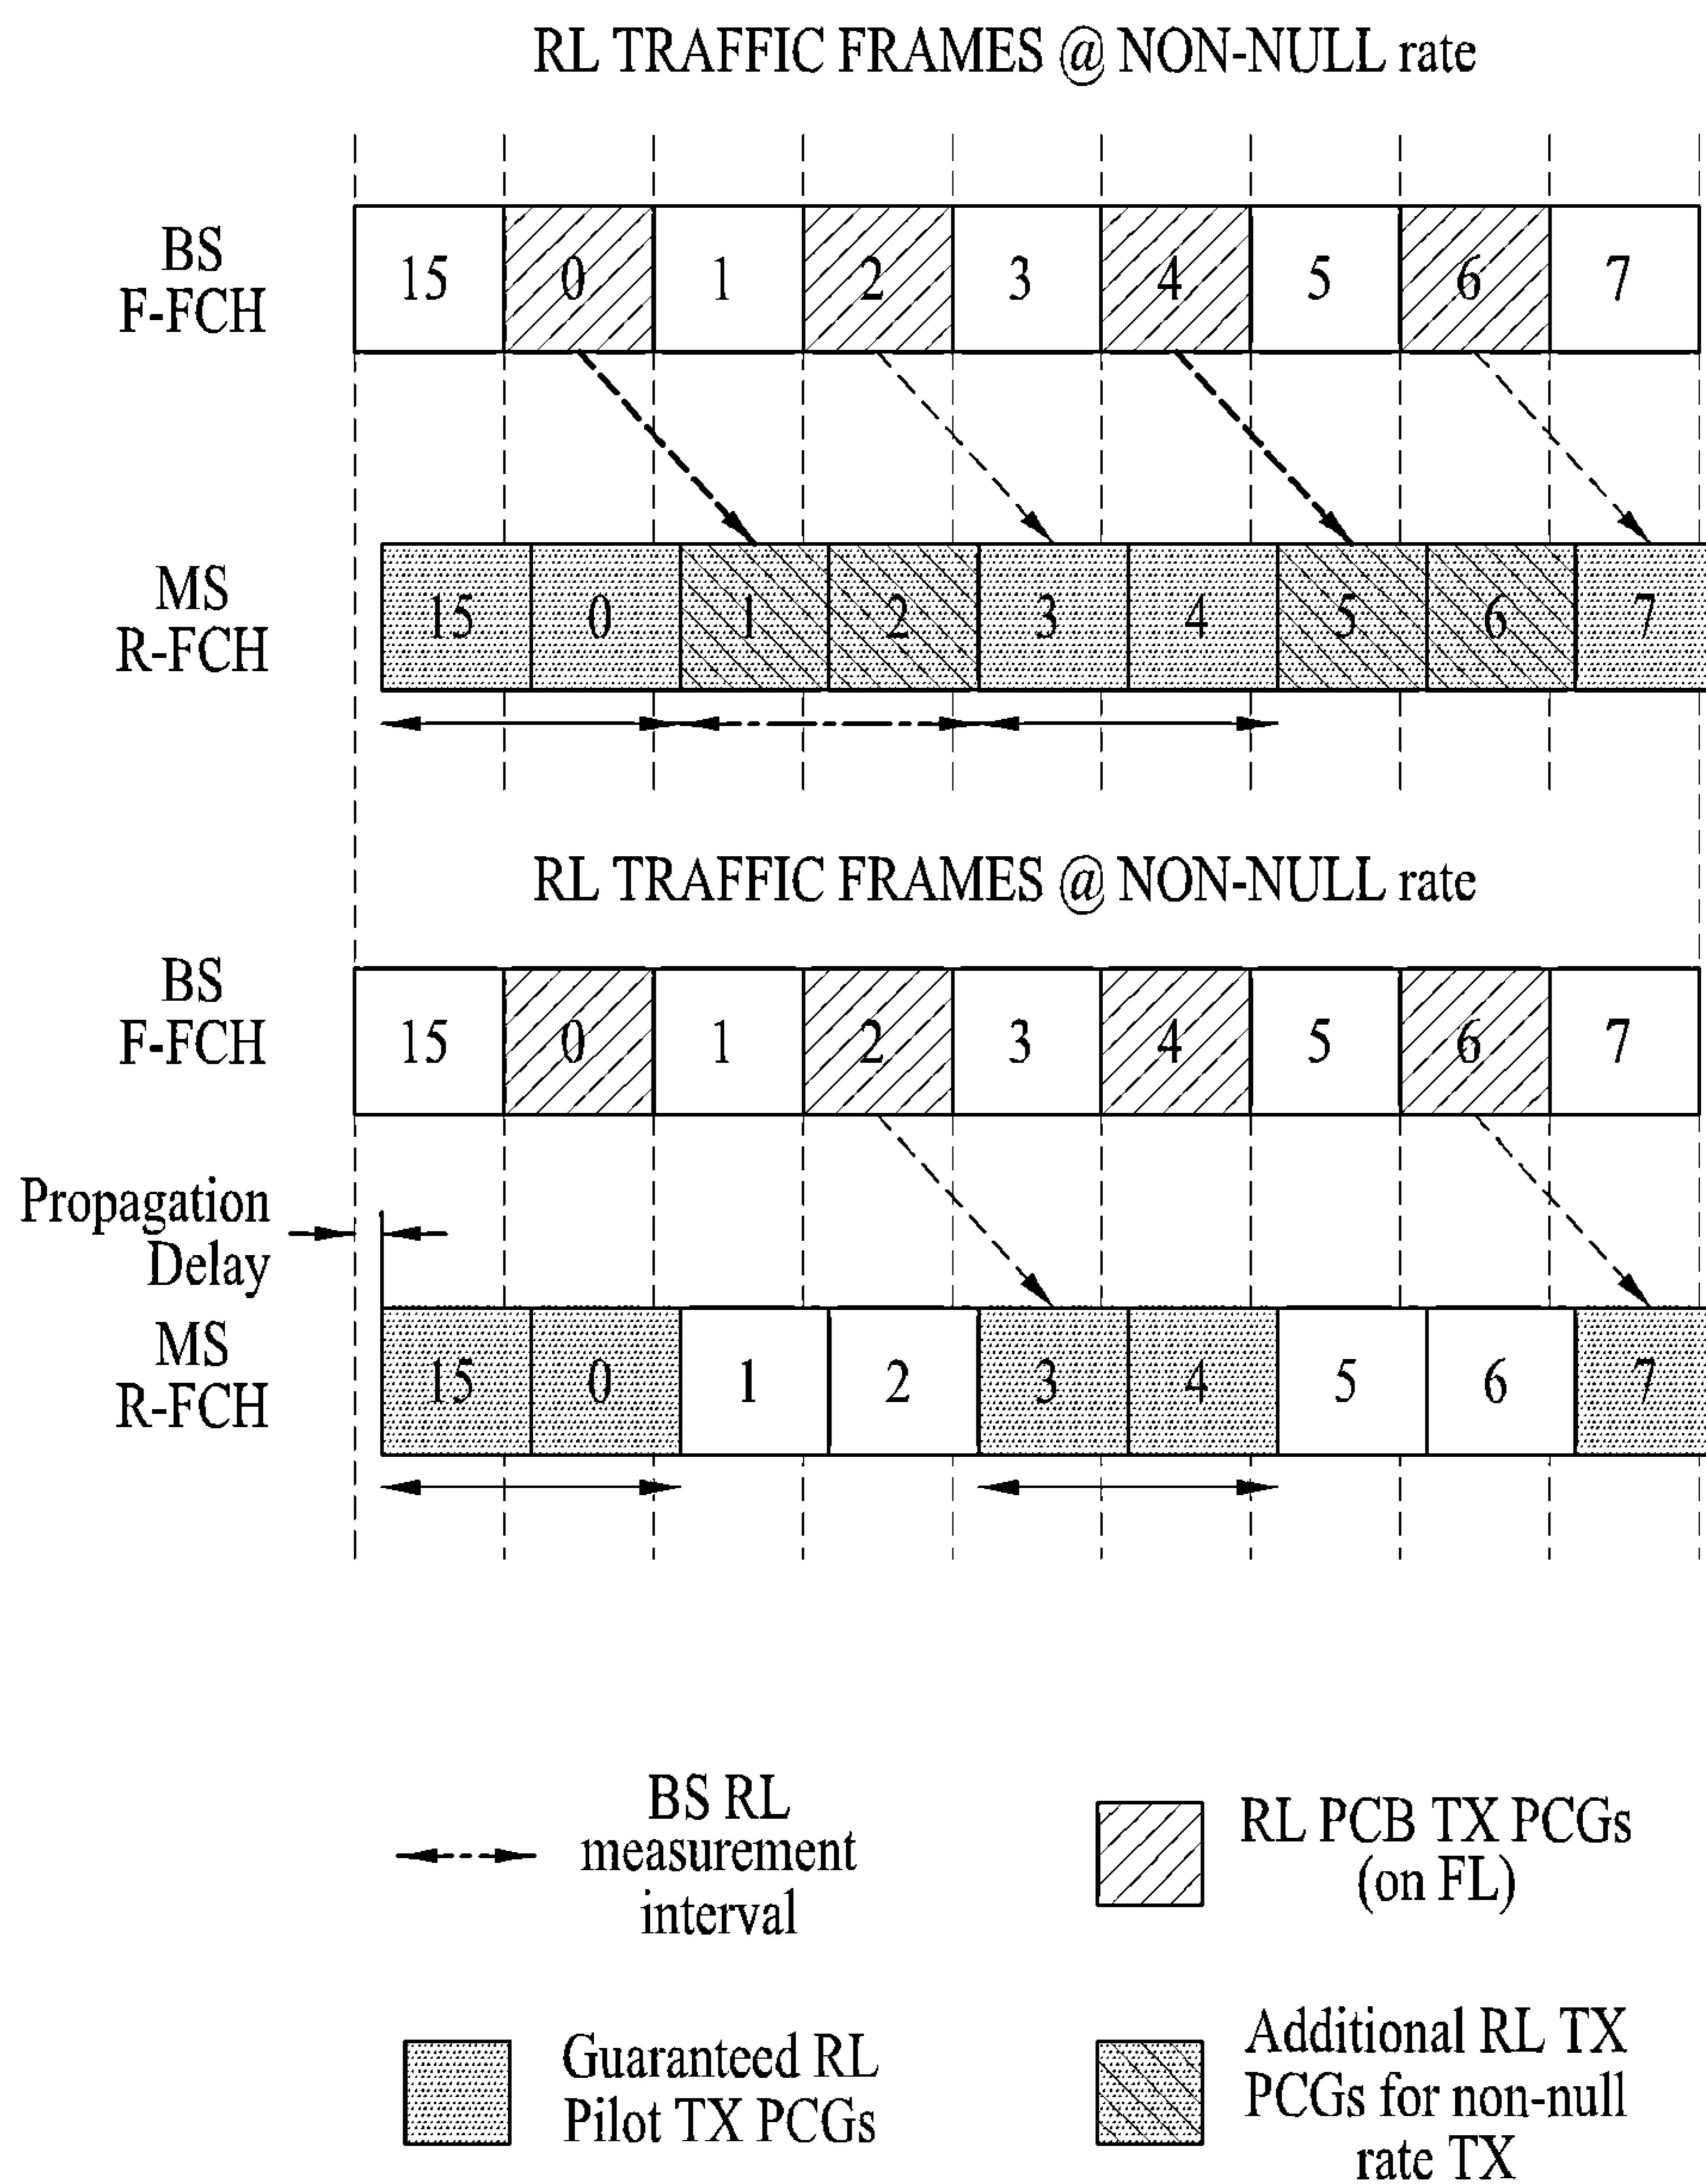 RL TRAFFIC FRAMES @ NON-NULL rate
BS
F-FCH
15 0 1 2 3 4 5 6 7
MS
R-FCH
15 0 1 2 3 4 5 6 7
RL TRAFFIC FRAMES @ NON-NULL rate
BS
F-FCH
15 0 1 2 3 4 5 6 7
Propagation
Delay
MS
R-FCH
15 0 1 2 3 4 5 6 7
BS RL
measurement
interval
RL PCB TX PCGs
(on FL)
Guaranteed RL
Pilot TX PCGs
Additional RL TX
PCGs for non-null
rate TX